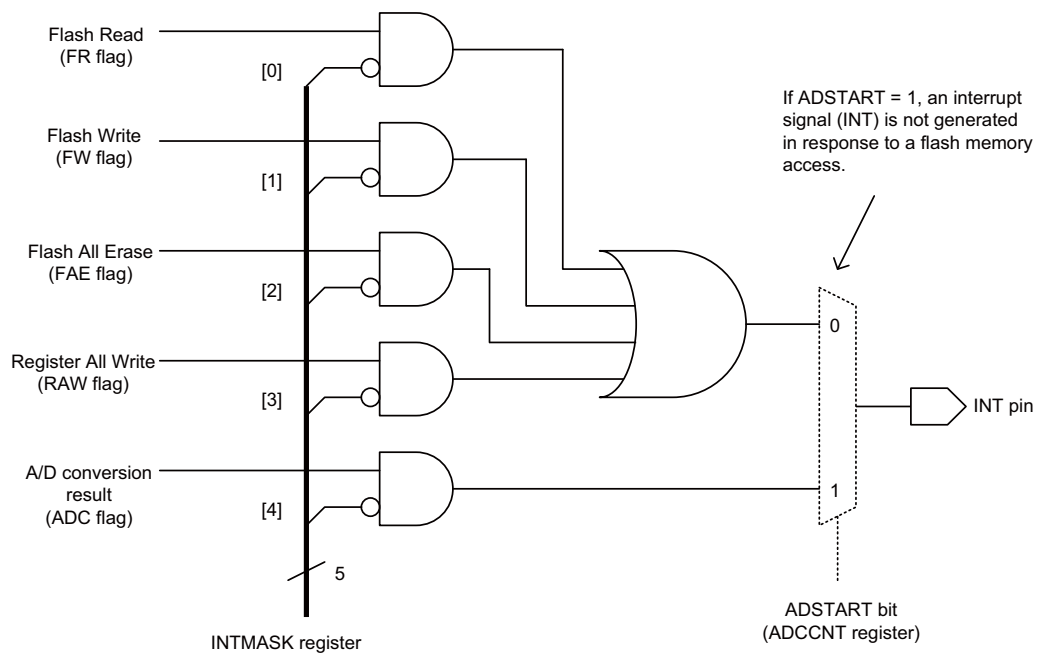 Flash Read
(FR flag)
[0]
Flash Write
(FW flag)
[1]
Flash All Erase
(FAE flag)
[2]
Register All Write
(RAW flag)
[3]
A/D conversion
result
(ADC flag)
[4]
5
INTMASK register
If ADSTART = 1, an interrupt
signal (INT) is not generated
in response to a flash memory
access.
0
1
INT pin
ADSTART bit
(ADCCNT register)